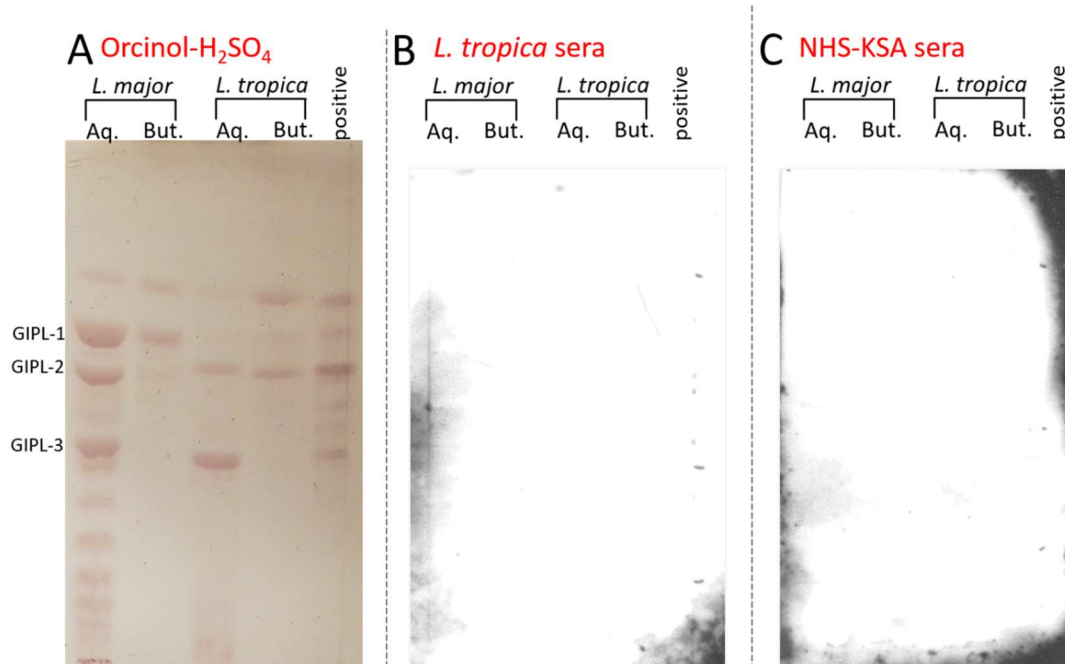 A Orcinol-H₂SO₄
L. major
L. tropica
Aq. But. Aq. But. positive
GIPL-1
GIPL-2
GIPL-3
B L. tropica sera
L. major
L. tropica
Aq. But. Aq. But. positive
C NHS-KSA sera
L. major
L. tropica
Aq. But. Aq. But. positive